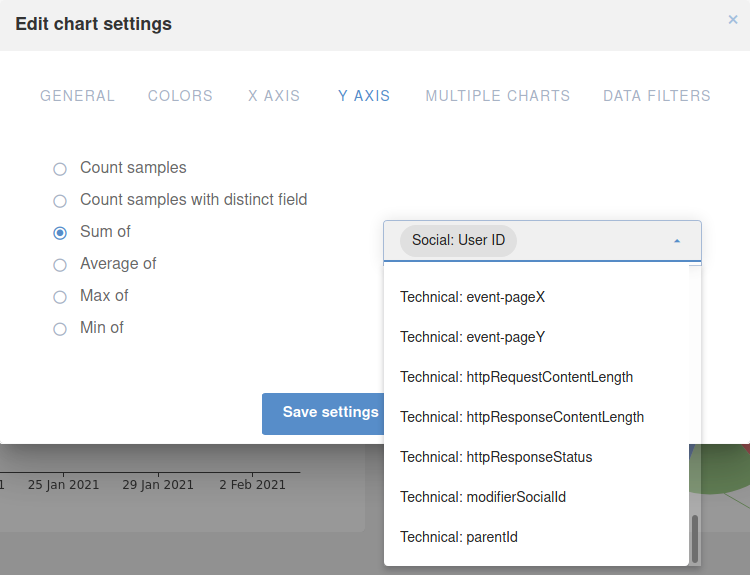 Edit chart settings
×
GENERAL COLORS X AXIS Y AXIS MULTIPLE CHARTS DATA FILTERS
Count samples
Count samples with distinct field
Sum of
Social: User ID
Average of
Max of
Min of
Technical: event-pageX
Technical: event-pageY
Technical: httpRequestContentLength
Technical: httpResponseContentLength
Technical: httpResponseStatus
Technical: modifierSocialId
Technical: parentId
Save settings
1 25 Jan 2021 29 Jan 2021 2 Feb 2021